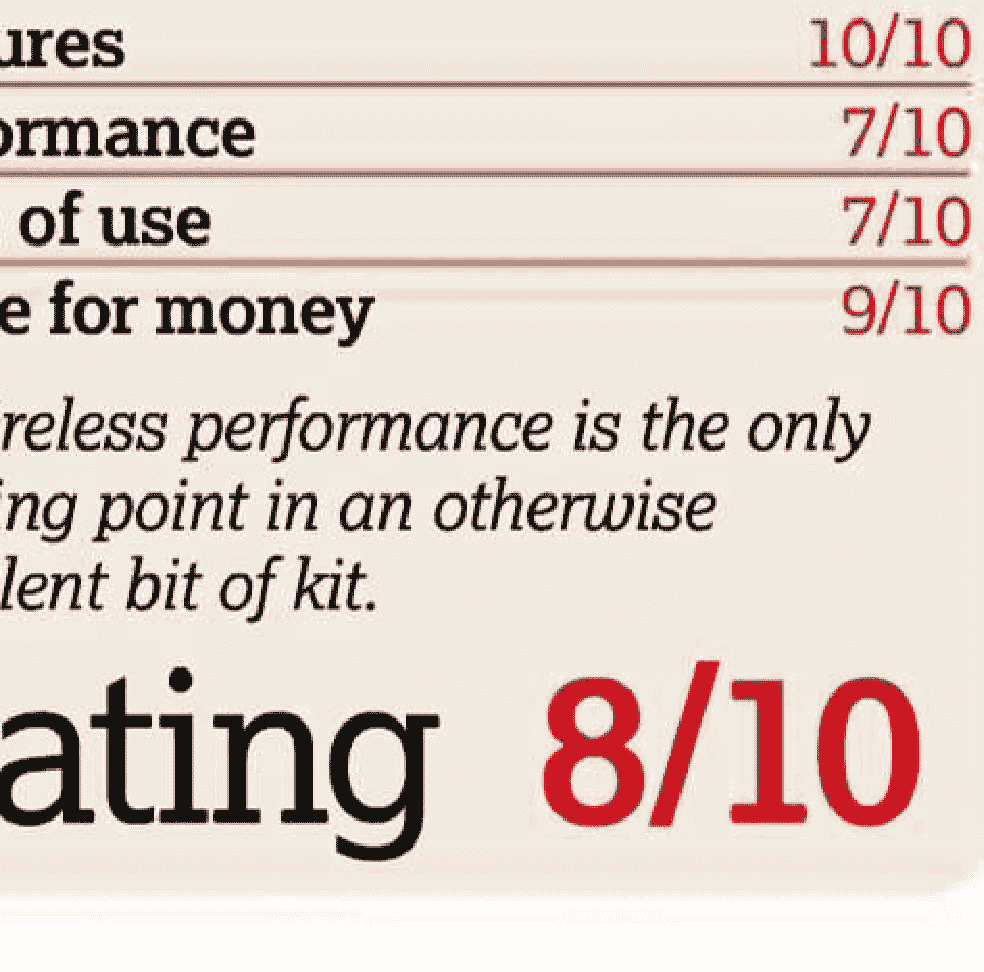 ures 10/10
ormance 7/10
of use 7/10
e for money 9/10
reless performance is the only
ing point in an otherwise
lent bit of kit.
ating 8/10